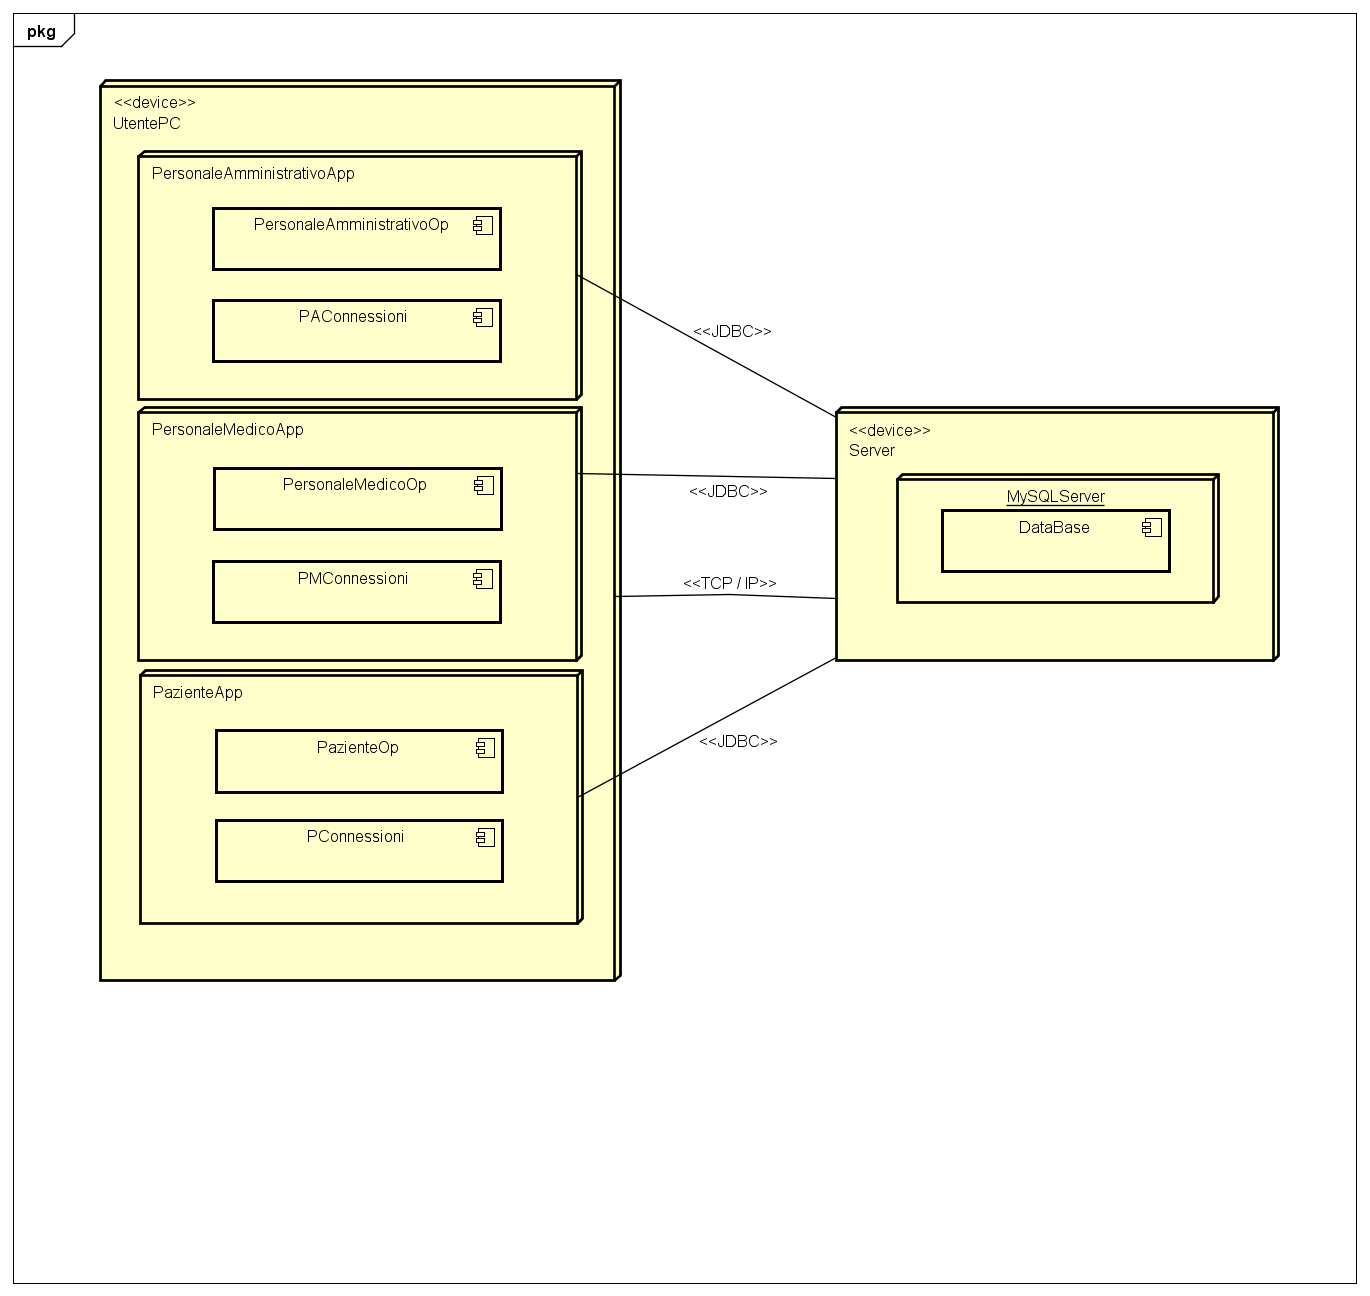 pkg
<<device>>
UtentePC
PersonaleAmministrativoApp
PersonaleAmministrativoOp
PAConnessioni
<<JDBC>>
PersonaleMedicoApp
PersonaleMedicoOp
PMConnessioni
<<JDBC>>
<<TCP / IP>>
<<device>>
Server
MySQLServer
DataBase
PazienteApp
PazienteOp
PConnessioni
<<JDBC>>